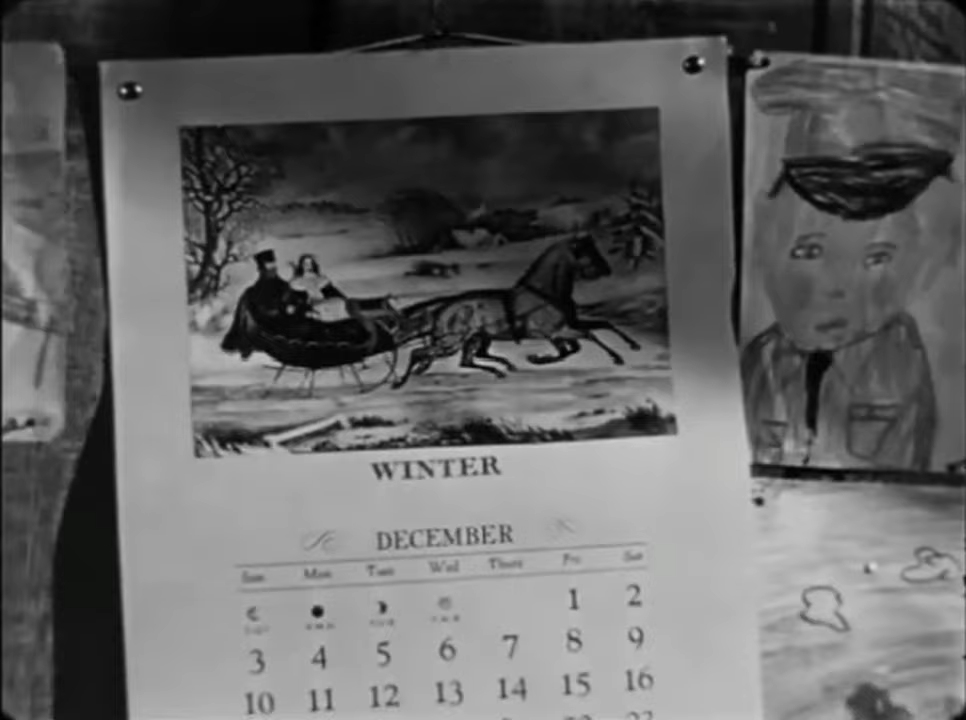 WINTER
DECEMBER
Sun Mon Tues Wed Thurs Fri Sat
1 2
3 4 5 6 7 8 9
10 11 12 13 14 15 16